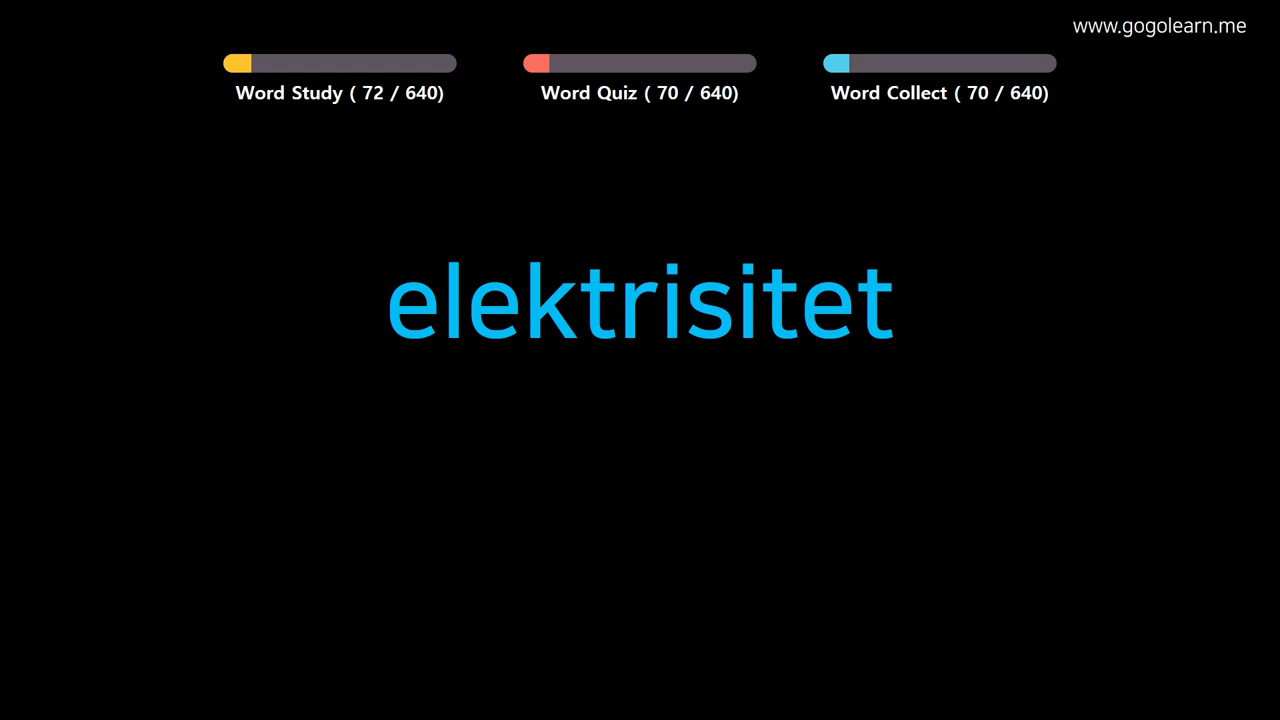 www.gogolearn.me
Word Study ( 72 / 640)
Word Quiz ( 70 / 640)
Word Collect ( 70 / 640)
elektrisitet